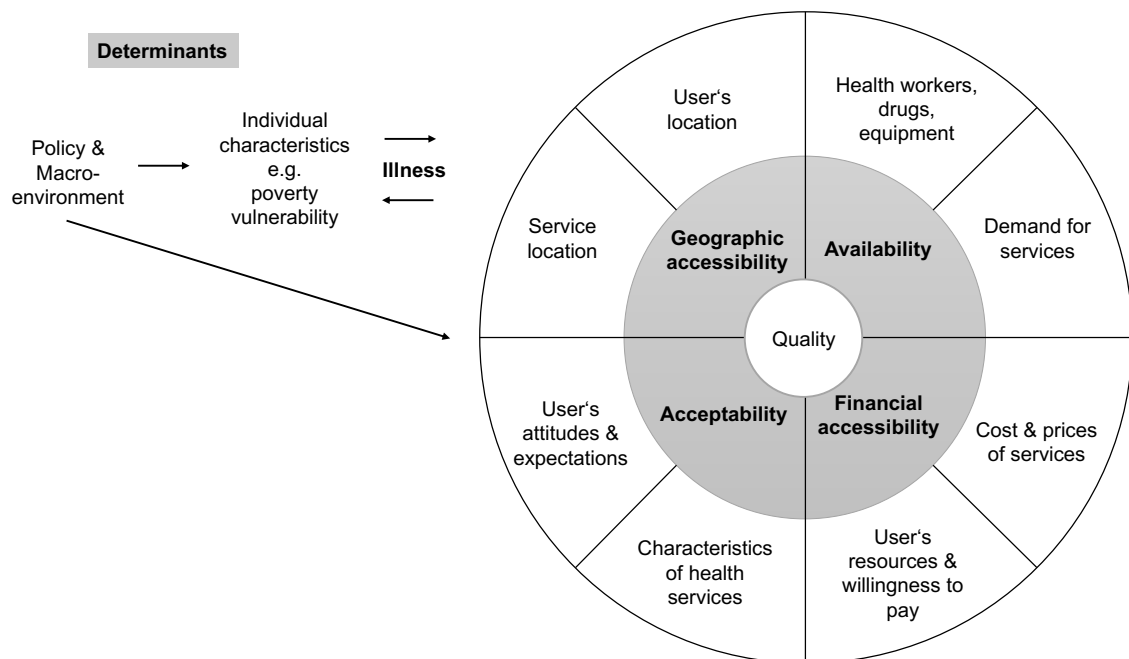 Determinants
Policy &
Macro-
environment
Individual
characteristics
e.g.
poverty
vulnerability
Illness
User‘s
location
Health workers,
drugs,
equipment
Service
location
Demand for
services
Geographic
accessibility
Availability
Quality
Acceptability
Financial
accessibility
User‘s
attitudes &
expectations
Cost & prices
of services
Characteristics
of health
services
User‘s
resources &
willingness to
pay